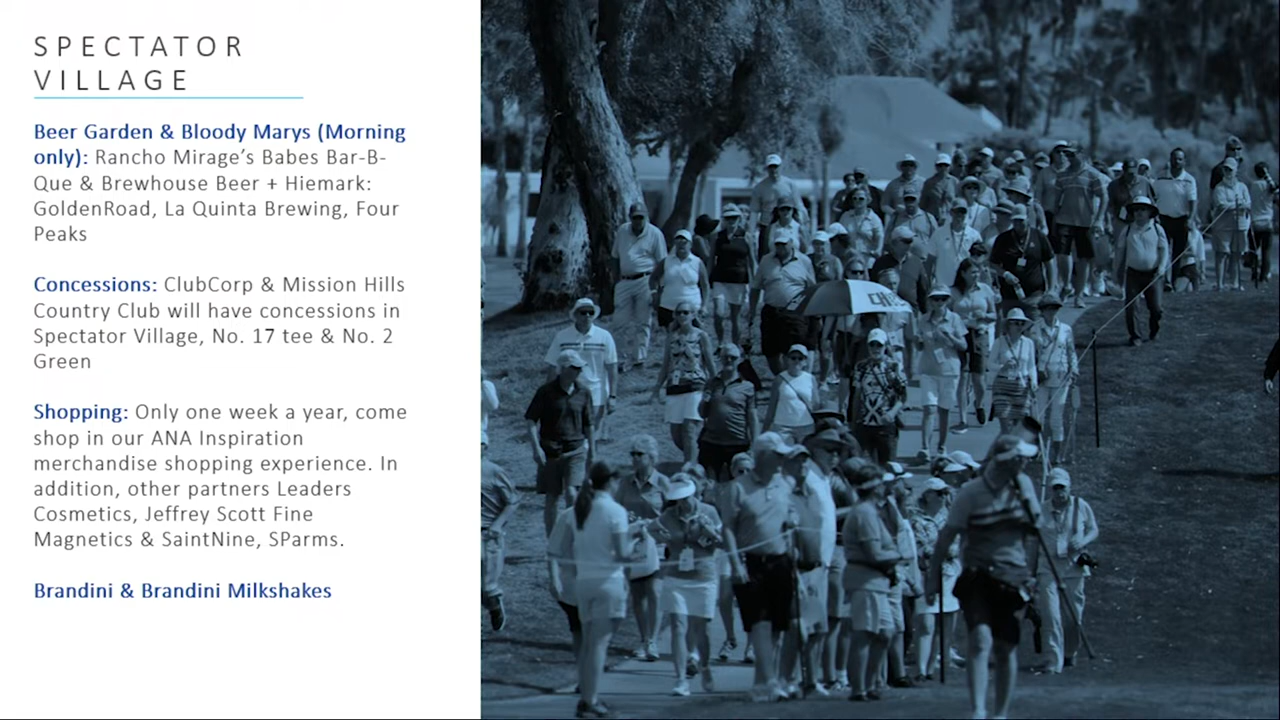 SPECTATOR
VILLAGE
Beer Garden & Bloody Marys (Morning
only): Rancho Mirage's Babes Bar-B-
Que & Brewhouse Beer + Hiemark:
GoldenRoad, La Quinta Brewing, Four
Peaks
Concessions: ClubCorp & Mission Hills
Country Club will have concessions in
Spectator Village, No. 17 tee & No. 2
Green
Shopping: Only one week a year, come
shop in our ANA Inspiration
merchandise shopping experience. In
addition, other partners Leaders
Cosmetics, Jeffrey Scott Fine
Magnetics & SaintNine, SParms.
Brandini & Brandini Milkshakes